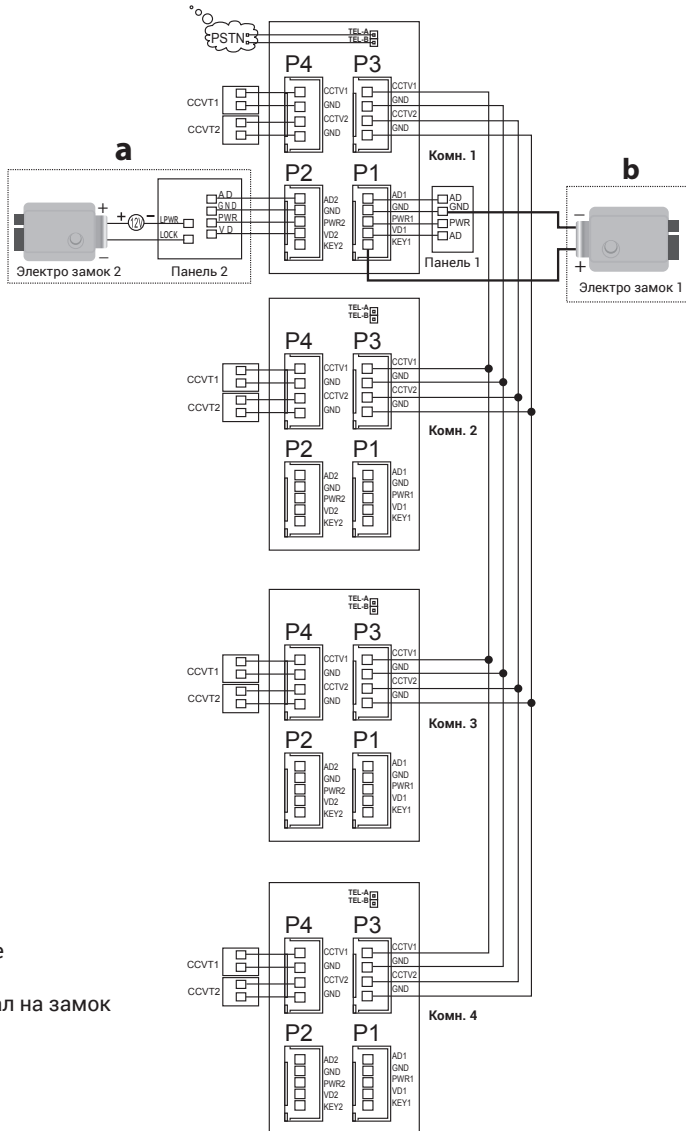 PSTN
TEL-A
TEL-B
P4 P3
CCVT1
CCVT2
CCTV1
GND
CCTV2
GND
CCTV1
GND
CCTV2
GND
Комн. 1
a
b
P2 P1
+ + 12V − LPWR
LOCK
−
AD
GND
PWR
VD
AD2
GND
PWR2
VD2
KEY2
AD1
GND
PWR1
VD1
KEY1
AD
GND
PWR
AD
−
+
Электро замок 2
Панель 2
Панель 1
Электро замок 1
TEL-A
TEL-B
P4 P3
CCVT1
CCVT2
CCTV1
GND
CCTV2
GND
CCTV1
GND
CCTV2
GND
Комн. 2
P2 P1
AD2
GND
PWR2
VD2
KEY2
AD1
GND
PWR1
VD1
KEY1
TEL-A
TEL-B
P4 P3
CCVT1
CCVT2
CCTV1
GND
CCTV2
GND
CCTV1
GND
CCTV2
GND
Комн. 3
P2 P1
AD2
GND
PWR2
VD2
KEY2
AD1
GND
PWR1
VD1
KEY1
TEL-A
TEL-B
P4 P3
CCVT1
CCVT2
CCTV1
GND
CCTV2
GND
CCTV1
GND
CCTV2
GND
Комн. 4
P2 P1
AD2
GND
PWR2
VD2
KEY2
AD1
GND
PWR1
VD1
KEY1
е
ал на замок